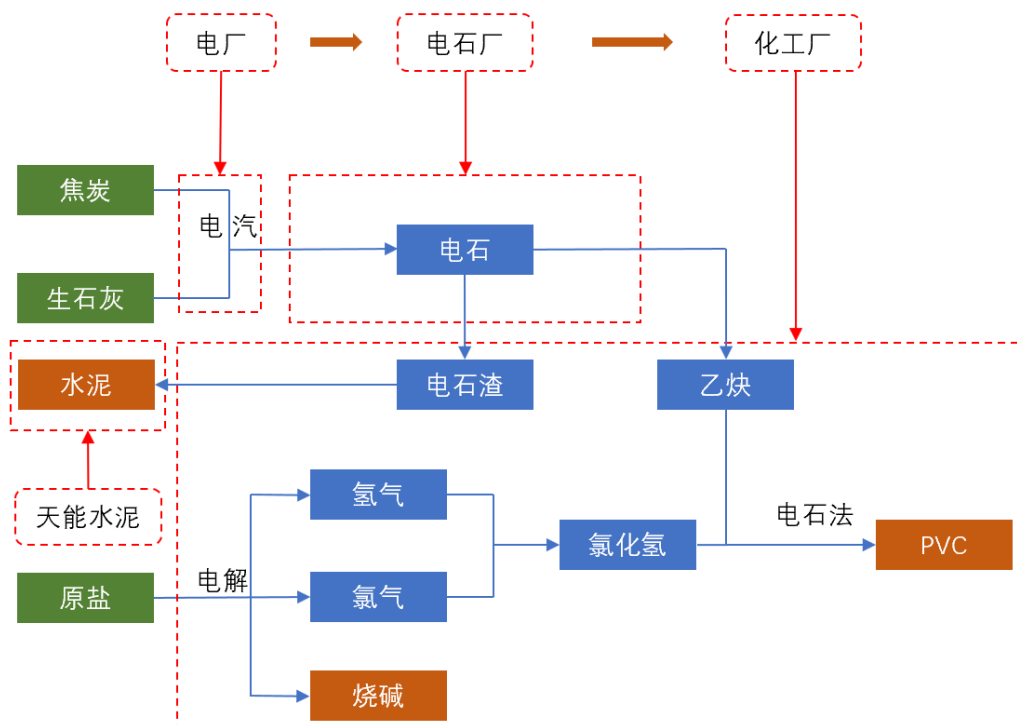 电厂
电石厂
化工厂
焦炭
电 汽
电石
生石灰
水泥
电石渣
乙炔
天能水泥
氢气
电石法
氯化氢
PVC
原盐
电解
氯气
烧碱